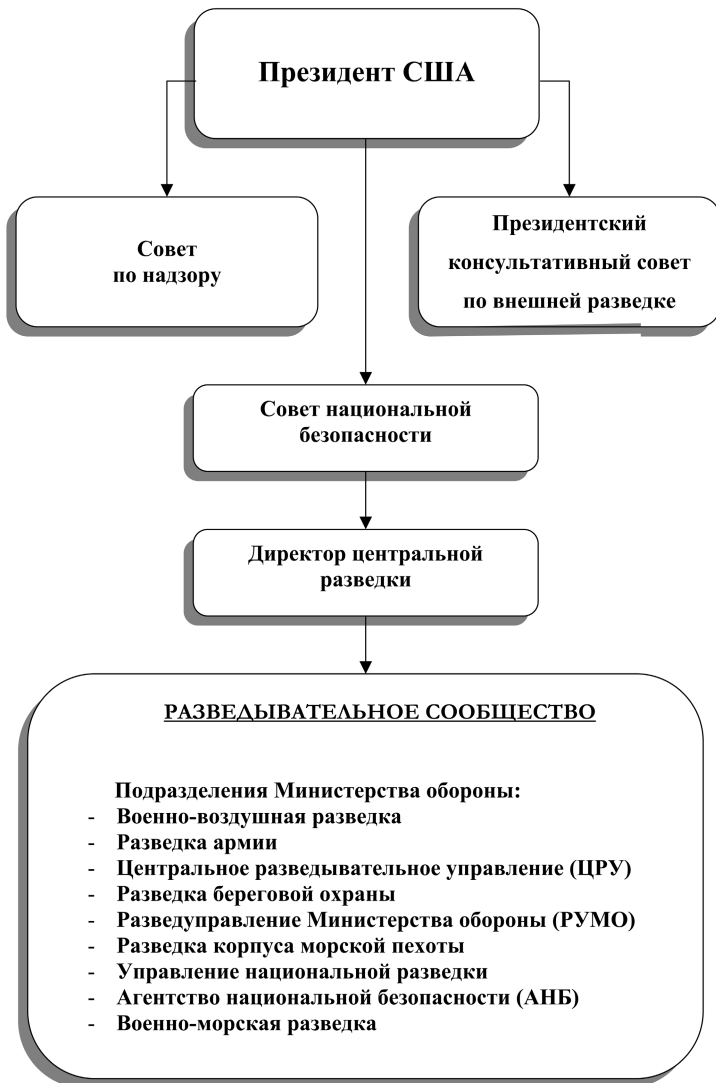 Президент США
Совет
по надзору
Президентский
консультативный совет
по внешней разведке
Совет национальной
безопасности
Директор центральной
разведки
РАЗВЕДЫВАТЕЛЬНОЕ СООБЩЕСТВО
Подразделения Министерства обороны:
- Военно-воздушная разведка
- Разведка армии
- Центральное разведывательное управление (ЦРУ)
- Разведка береговой охраны
- Разведуправление Министерства обороны (РУМО)
- Разведка корпуса морской пехоты
- Управление национальной разведки
- Агентство национальной безопасности (АНБ)
- Военно-морская разведка